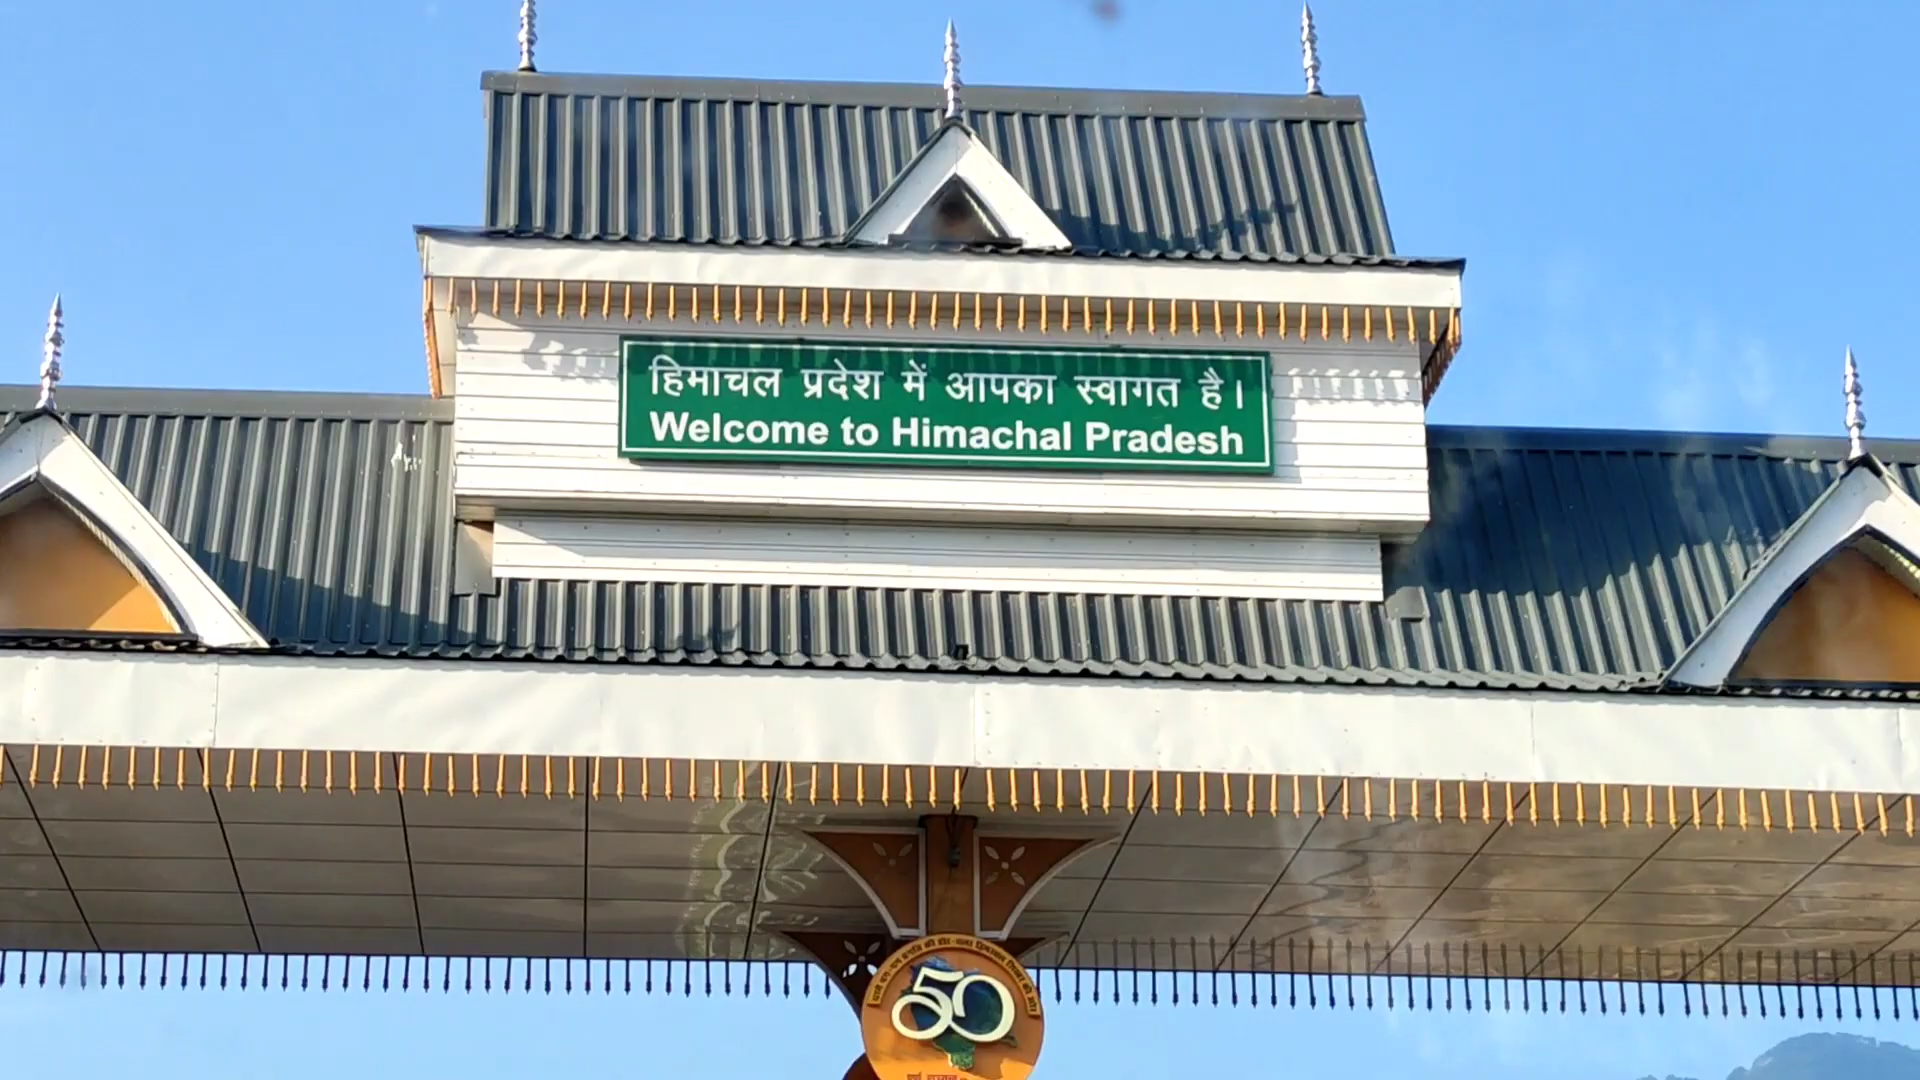 हिमाचल प्रदेश में आपका स्वागत है।
Welcome to Himachal Pradesh
50